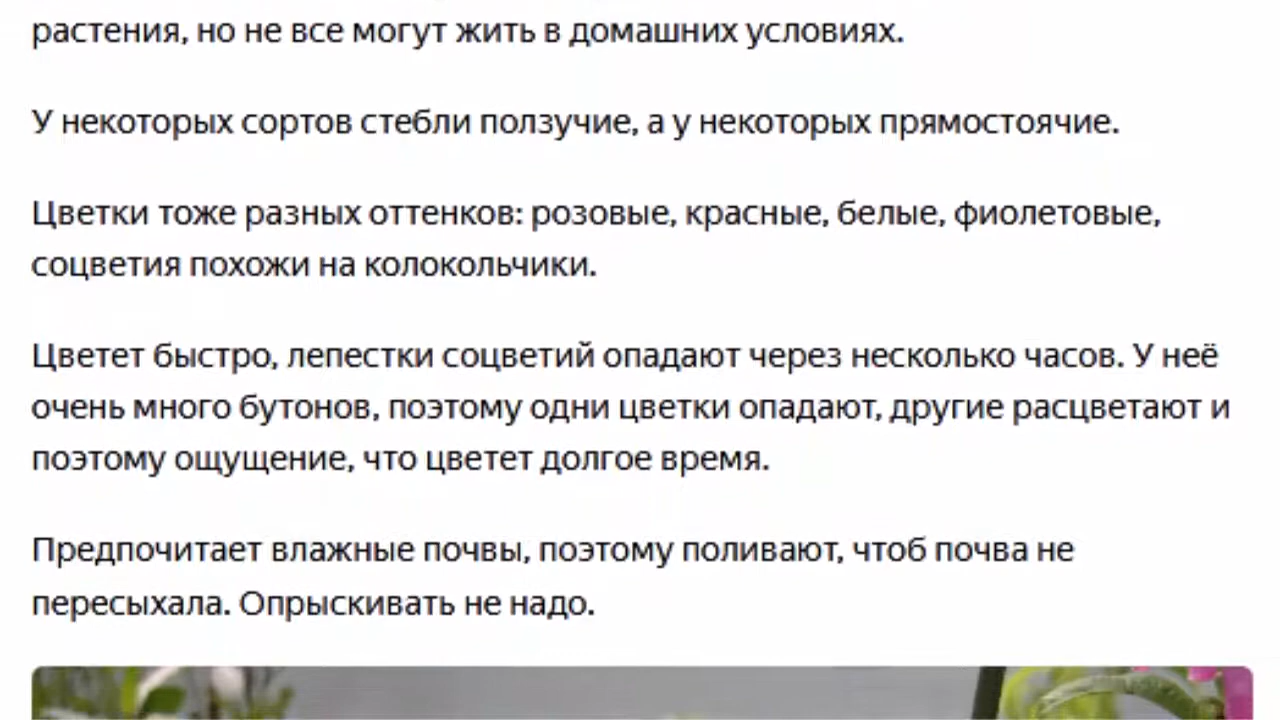 растения, но не все могут жить в домашних условиях.
У некоторых сортов стебли ползучие, а у некоторых прямостоячие.
Цветки тоже разных оттенков: розовые, красные, белые, фиолетовые,
соцветия похожи на колокольчики.
Цветет быстро, лепестки соцветий опадают через несколько часов. У неё
очень много бутонов, поэтому одни цветки опадают, другие расцветают и
поэтому ощущение, что цветет долгое время.
Предпочитает влажные почвы, поэтому поливают, чтоб почва не
пересыхала. Опрыскивать не надо.